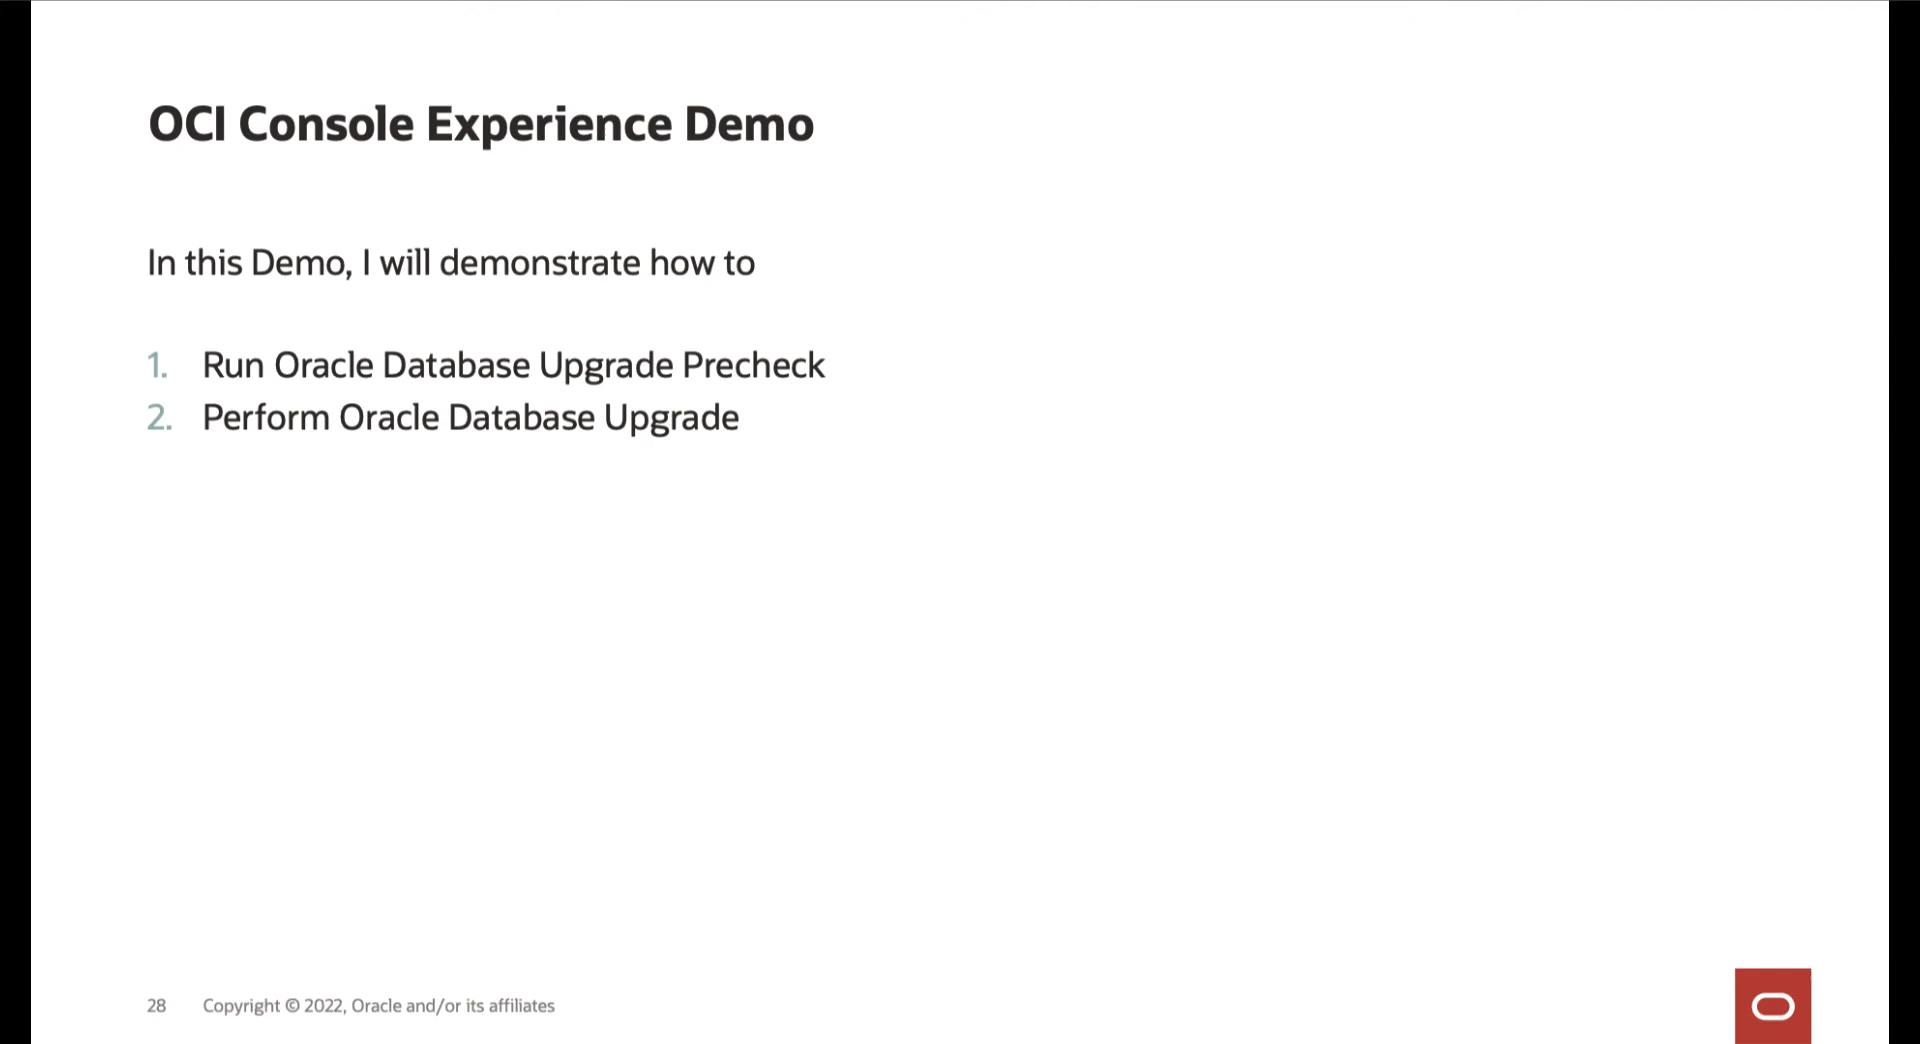 OCI Console Experience Demo
In this Demo, I will demonstrate how to
1. Run Oracle Database Upgrade Precheck
2. Perform Oracle Database Upgrade
28 Copyright © 2022, Oracle and/or its affiliates